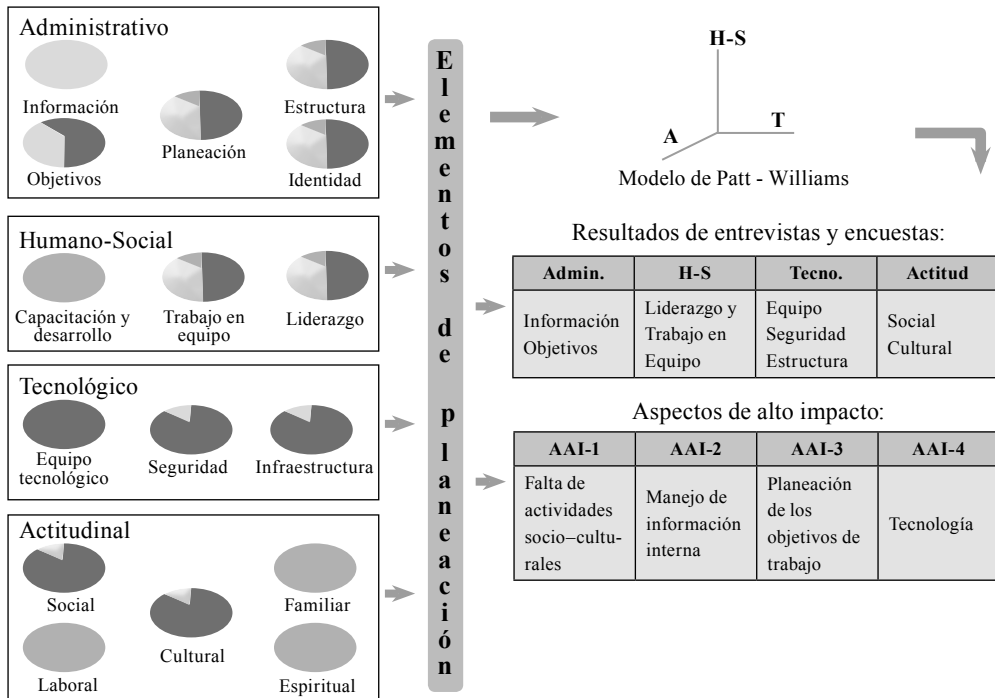 Administrativo
Información
Estructura
Planeación
Objetivos
Identidad
Humano-Social
Capacitación y
desarrollo
Trabajo en
equipo
Liderazgo
Tecnológico
Equipo
tecnológico
Seguridad
Infraestructura
Actitudinal
Social
Familiar
Cultural
Laboral
Espiritual
Elementos de planeación
H-S
A
T
Modelo de Patt - Williams
Resultados de entrevistas y encuestas:
Admin.
H-S
Tecno.
Actitud
Información
Objetivos
Liderazgo y
Trabajo en
Equipo
Equipo
Seguridad
Estructura
Social
Cultural
Aspectos de alto impacto:
AAI-1
AAI-2
AAI-3
AAI-4
Falta de
actividades
socio–cultu-
rales
Manejo de
información
interna
Planeación
de los
objetivos de
trabajo
Tecnología